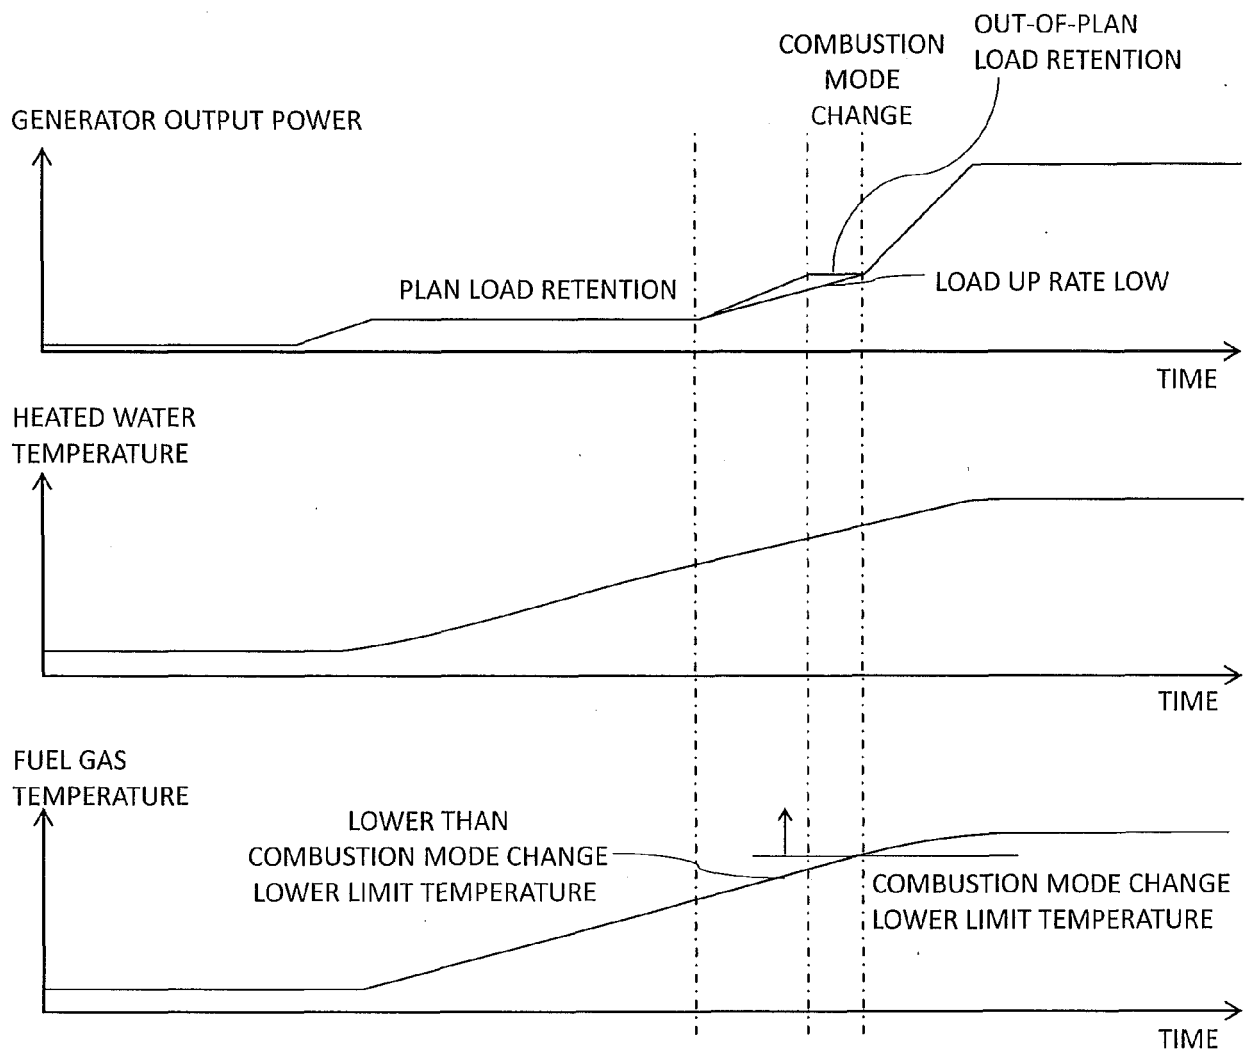 OUT-OF-PLAN
LOAD RETENTION
COMBUSTION
MODE
CHANGE
GENERATOR OUTPUT POWER
PLAN LOAD RETENTION
LOAD UP RATE LOW
TIME
HEATED WATER
TEMPERATURE
TIME
FUEL GAS
TEMPERATURE
LOWER THAN
COMBUSTION MODE CHANGE
LOWER LIMIT TEMPERATURE
COMBUSTION MODE CHANGE
LOWER LIMIT TEMPERATURE
TIME